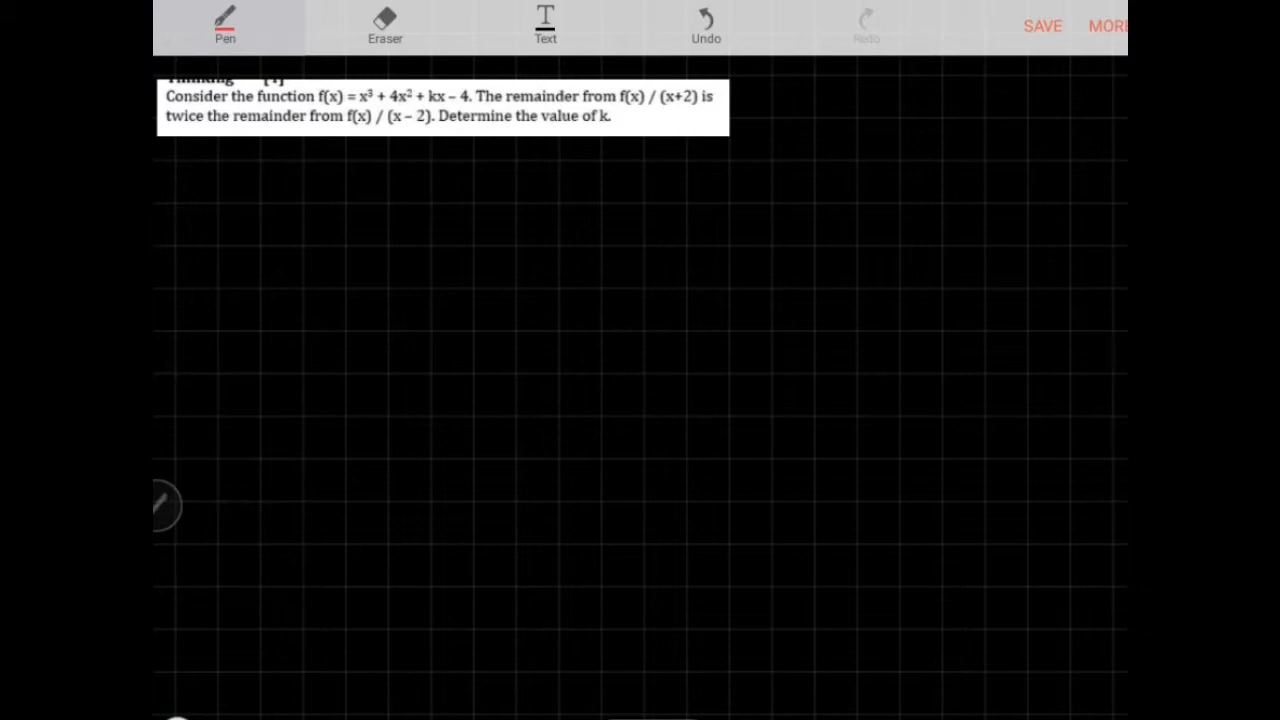 Pen
Eraser
Text
Undo
Redo
SAVE
Consider the function f(x) = x³ + 4x² + kx – 4. The remainder from f(x) / (x+2) is
twice the remainder from f(x) / (x – 2). Determine the value of k.